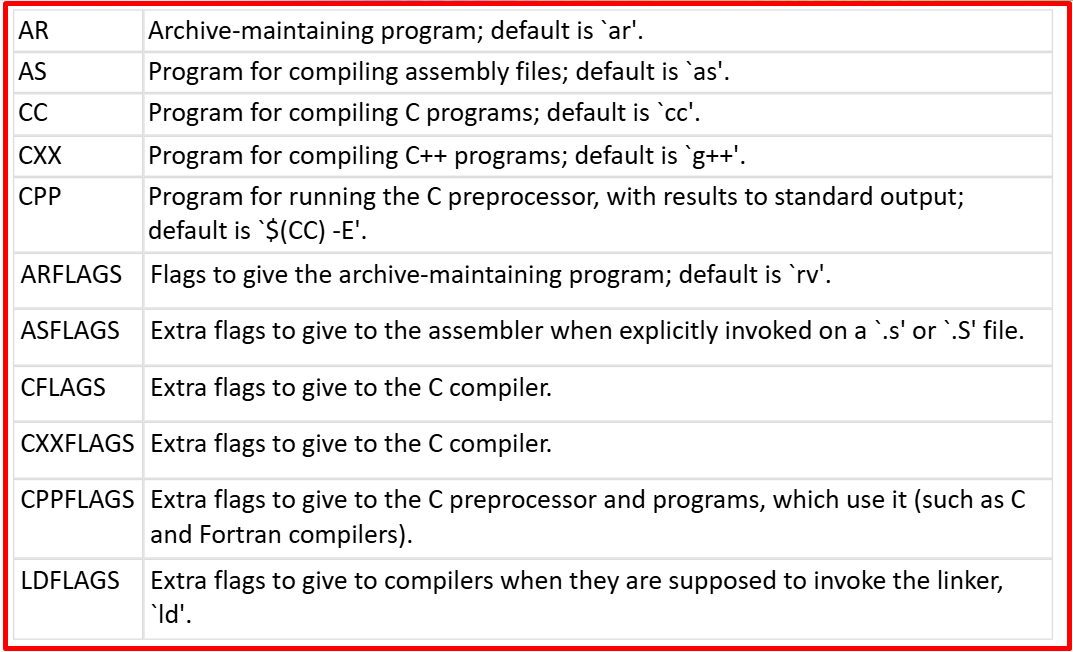 AR Archive-maintaining program; default is `ar'.
AS Program for compiling assembly files; default is `as'.
CC Program for compiling C programs; default is `cc'.
CXX Program for compiling C++ programs; default is `g++'.
CPP Program for running the C preprocessor, with results to standard output;
default is `$(CC) -E'.
ARFLAGS Flags to give the archive-maintaining program; default is `rv'.
ASFLAGS Extra flags to give to the assembler when explicitly invoked on a `.s' or `.S' file.
CFLAGS Extra flags to give to the C compiler.
CXXFLAGS Extra flags to give to the C compiler.
CPPFLAGS Extra flags to give to the C preprocessor and programs, which use it (such as C
and Fortran compilers).
LDFLAGS Extra flags to give to compilers when they are supposed to invoke the linker,
`ld'.